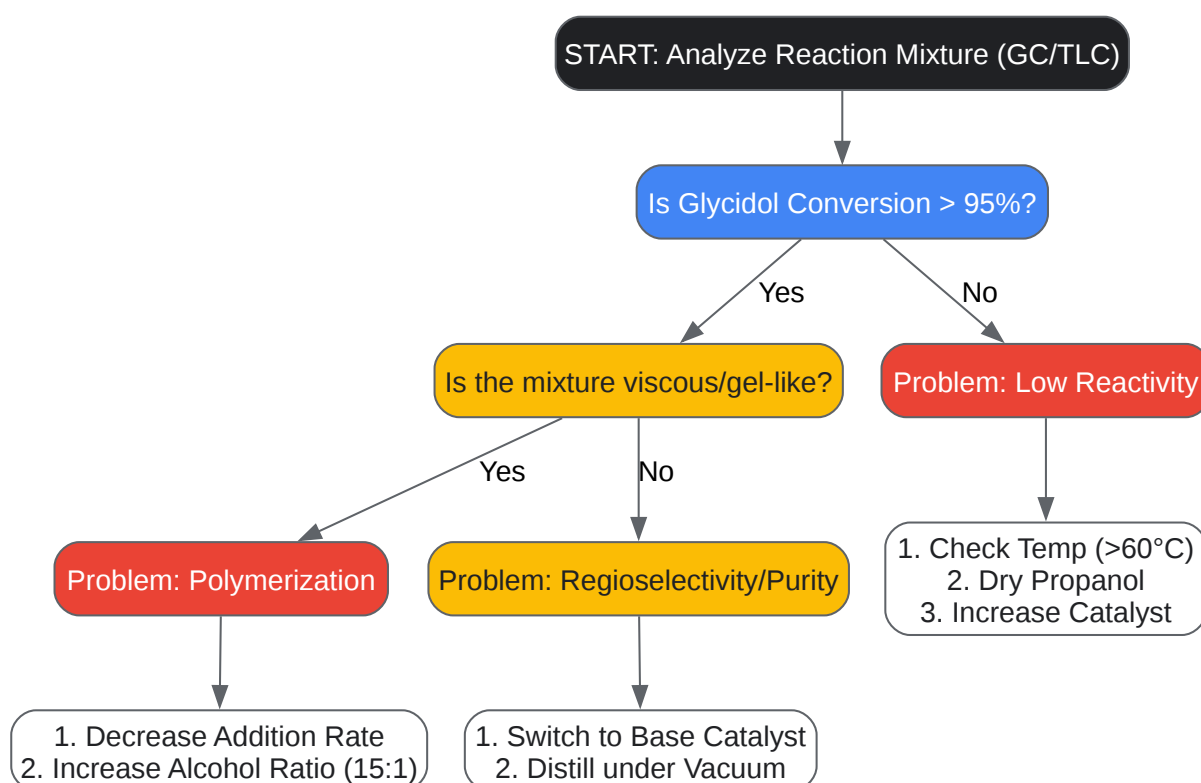 START: Analyze Reaction Mixture (GC/TLC)
Is Glycidol Conversion > 95%?
Yes
No
Is the mixture viscous/gel-like?
Problem: Low Reactivity
Yes
No
Problem: Polymerization
Problem: Regioselectivity/Purity
1. Check Temp (>60°C)
2. Dry Propanol
3. Increase Catalyst
1. Decrease Addition Rate
2. Increase Alcohol Ratio (15:1)
1. Switch to Base Catalyst
2. Distill under Vacuum